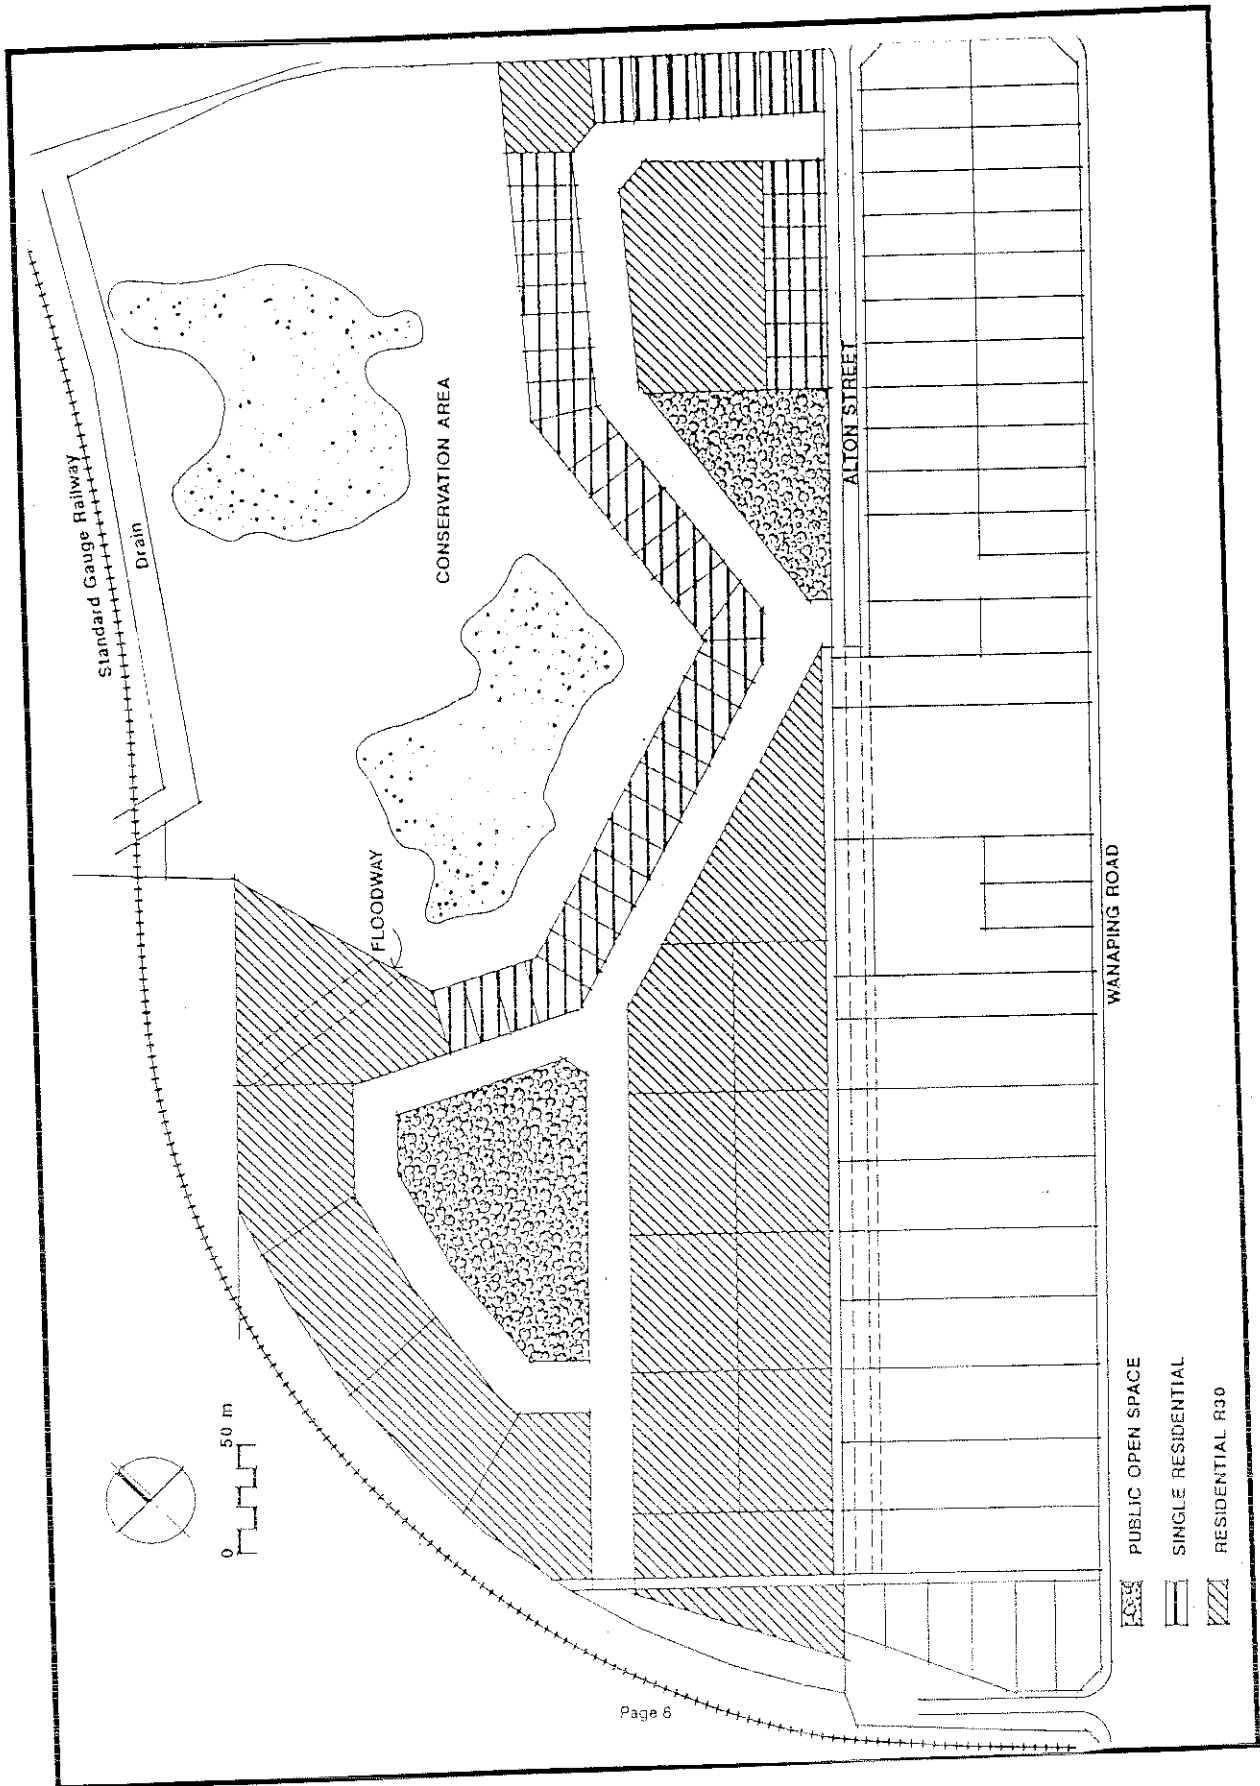 Standard Gauge Railway
Drain
CONSERVATION AREA
FLOODWAY
ALTON STREET
WANAPING ROAD
0 50 m
PUBLIC OPEN SPACE
SINGLE RESIDENTIAL
RESIDENTIAL R30
Page 6